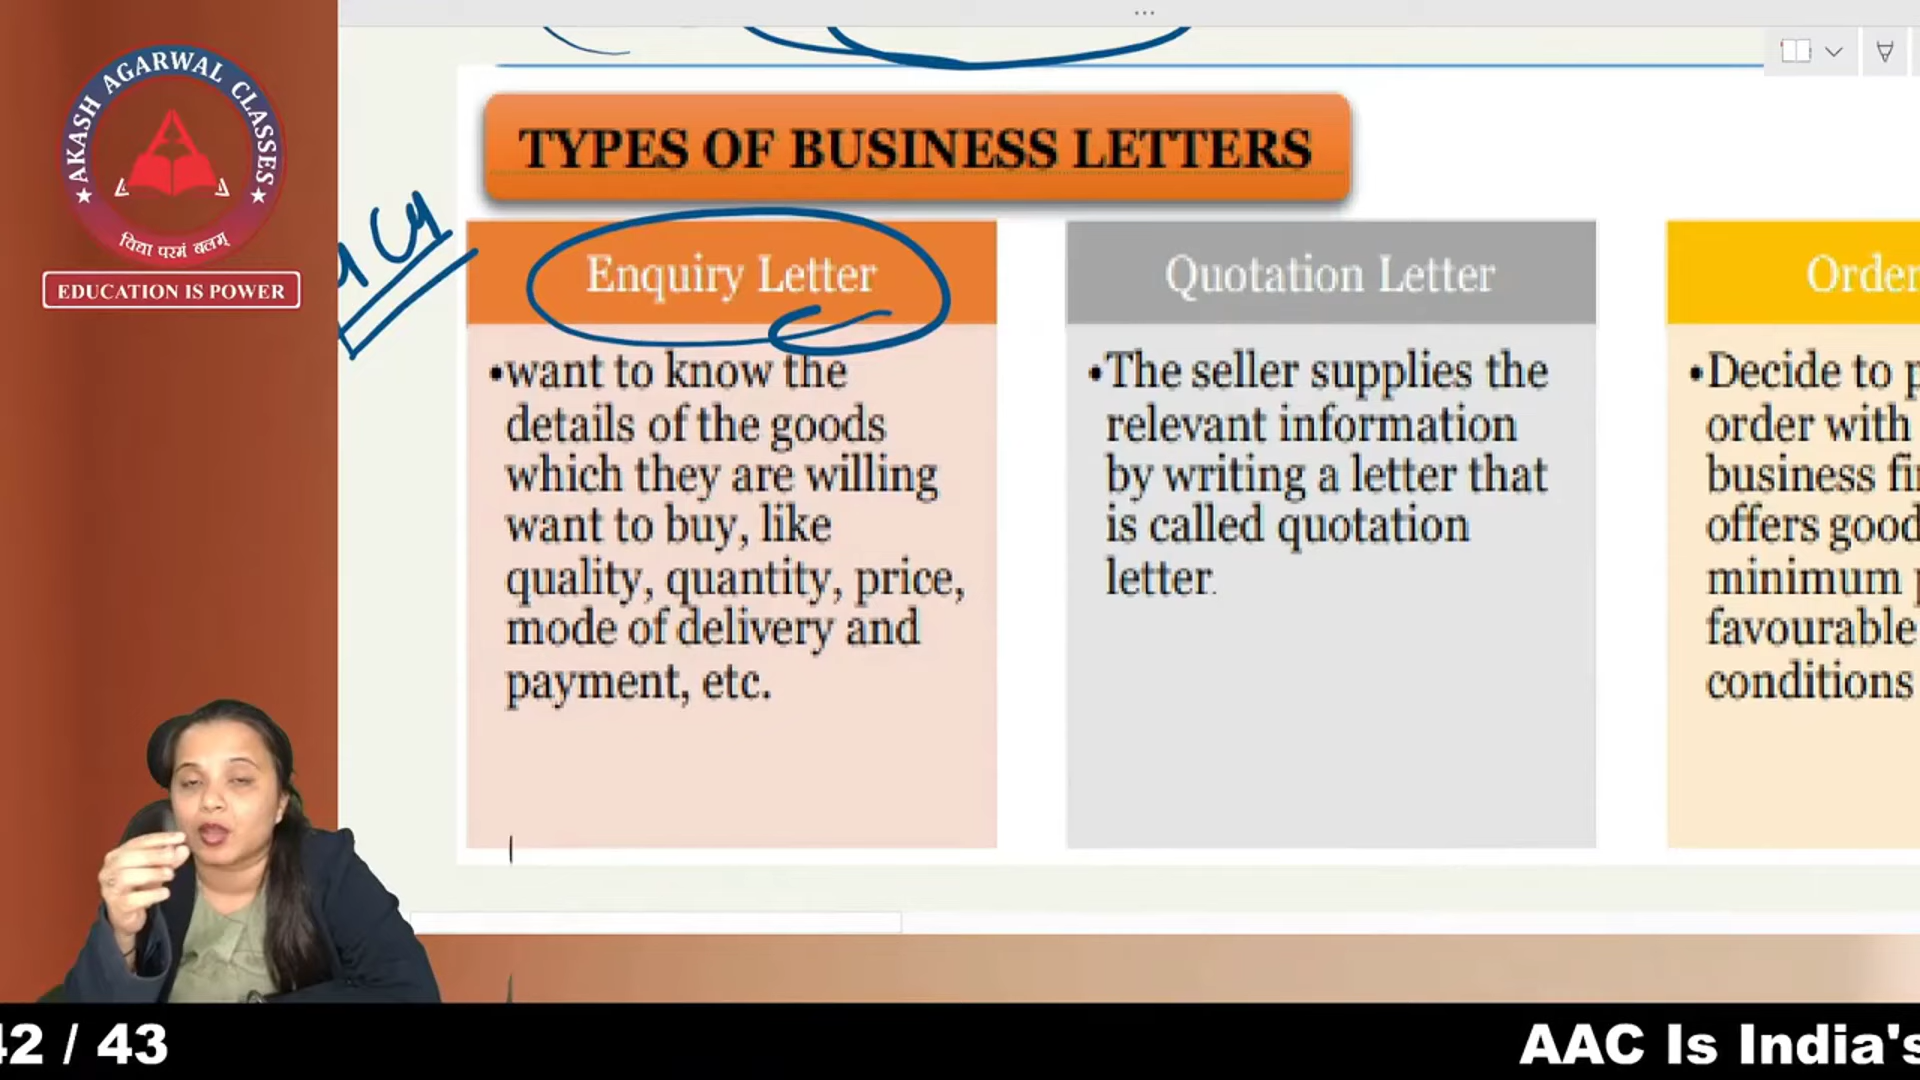 AKASH AGARWAL CLASSES
विद्या परमं बलम्
EDUCATION IS POWER
TYPES OF BUSINESS LETTERS
Enquiry Letter
•want to know the
details of the goods
which they are willing
want to buy, like
quality, quantity, price,
mode of delivery and
payment, etc.
Quotation Letter
•The seller supplies the
relevant information
by writing a letter that
is called quotation
letter.
Order
•Decide to p
order with
business fi
offers good
minimum p
favourable
conditions
42 / 43
AAC Is India's